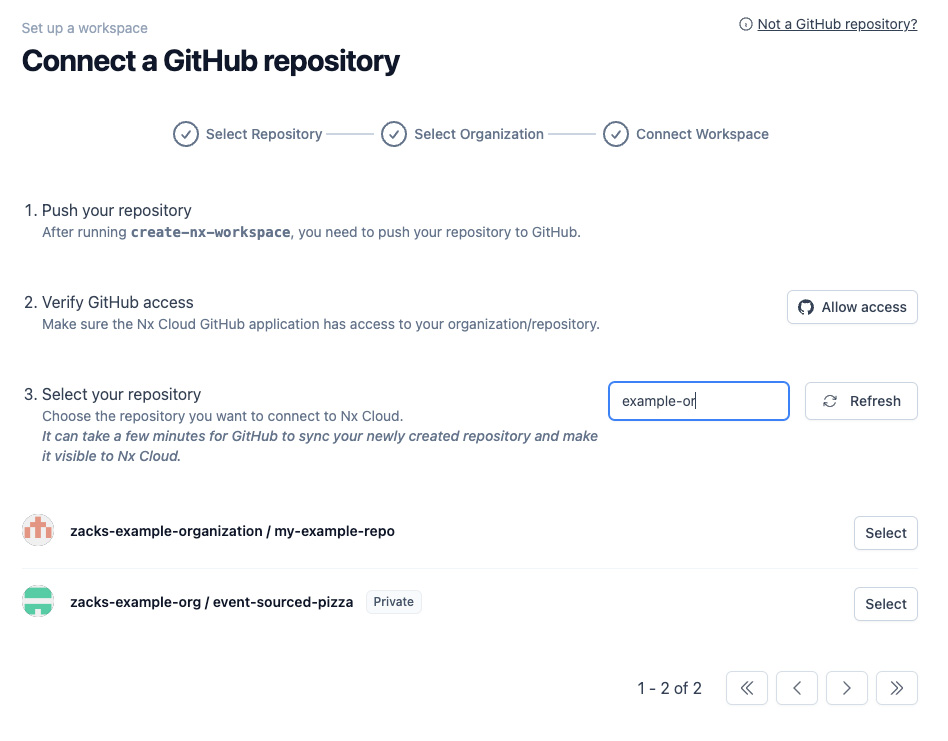 Set up a workspace
Not a GitHub repository?
Connect a GitHub repository
Select Repository
Select Organization
Connect Workspace
1. Push your repository
After running create-nx-workspace, you need to push your repository to GitHub.
2. Verify GitHub access
Make sure the Nx Cloud GitHub application has access to your organization/repository.
Allow access
3. Select your repository
Choose the repository you want to connect to Nx Cloud.
It can take a few minutes for GitHub to sync your newly created repository and make
it visible to Nx Cloud.
example-or
Refresh
zacks-example-organization / my-example-repo
Select
zacks-example-org / event-sourced-pizza
Private
Select
1 - 2 of 2